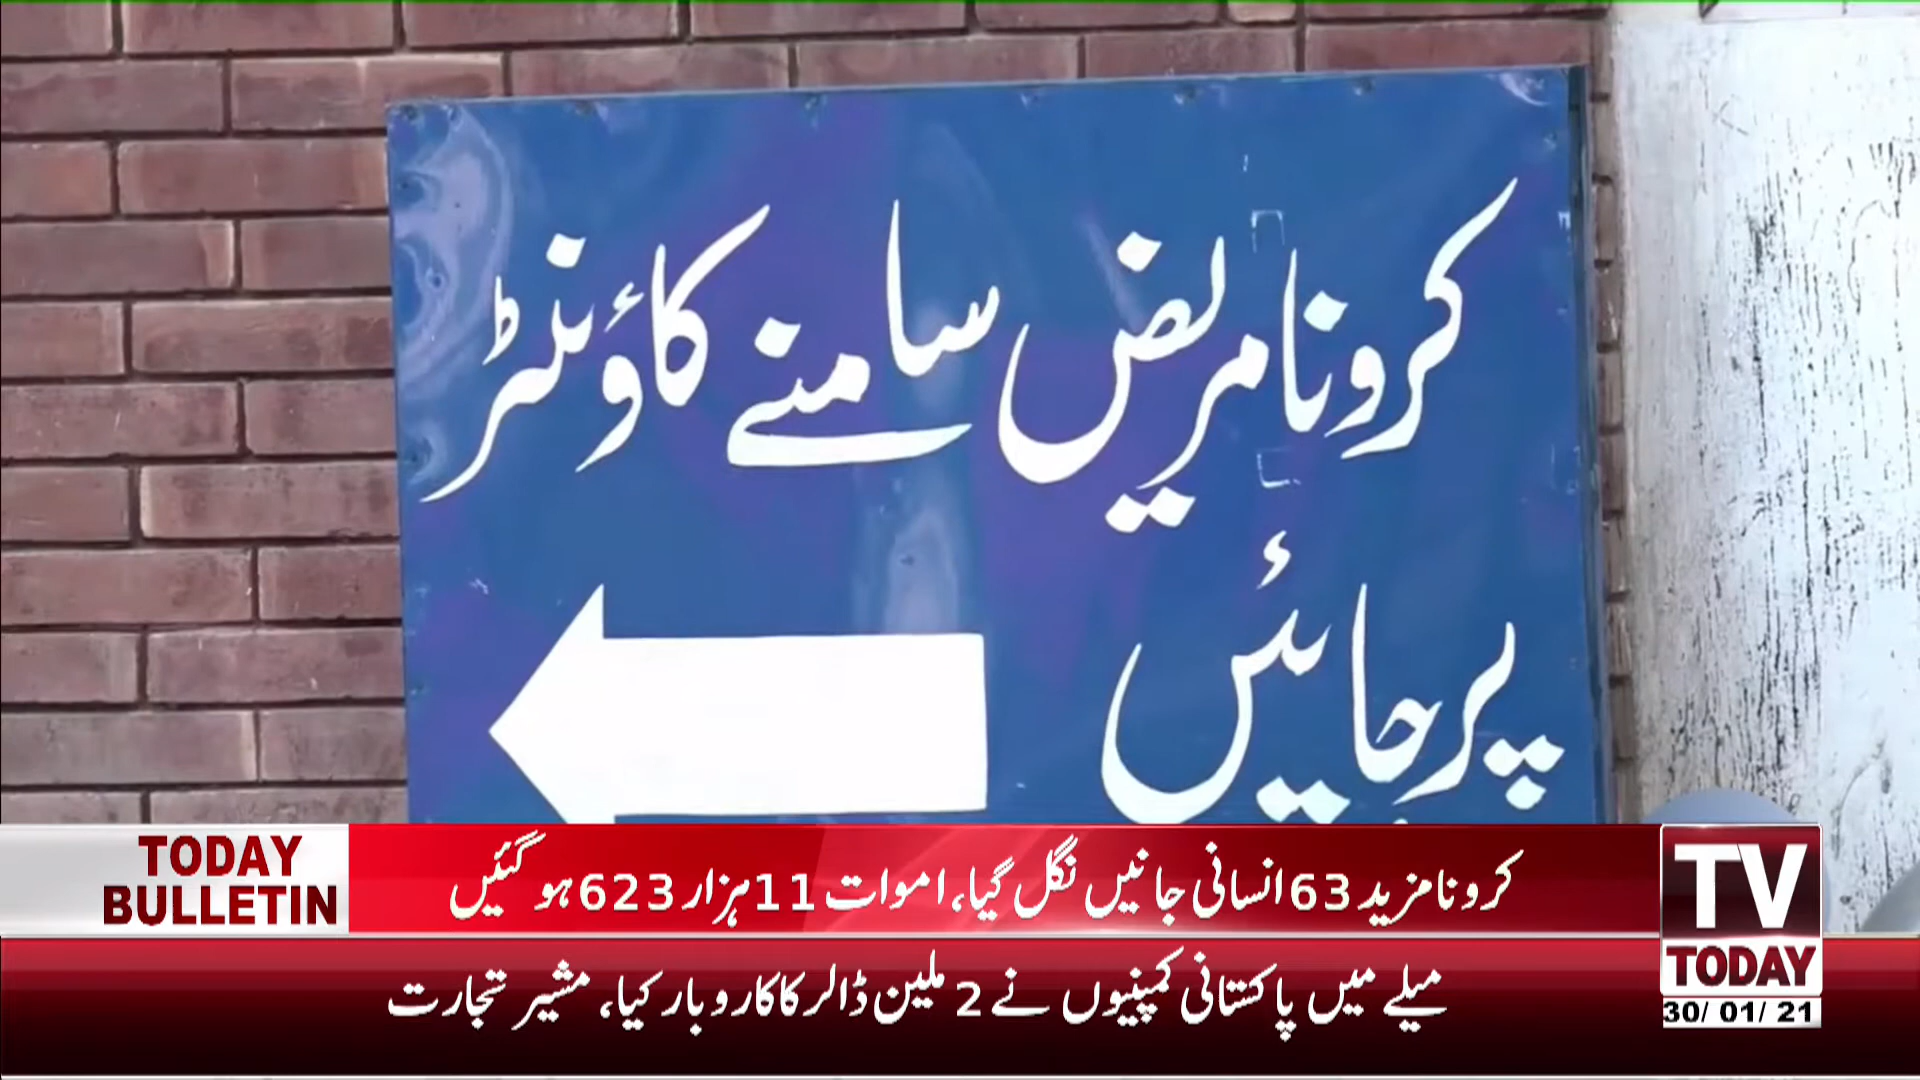 کرونا مریض سامنے کاؤنٹر
پر جائیں
TODAY
BULLETIN
کرونا مزید 63 انسانی جانیں نگل گیا، اموات 11 ہزار 623 ہو گئیں
میلے میں پاکستانی کمپنیوں نے 2 ملین ڈالر کا کاروبار کیا، مشیر تجارت
TV
TODAY
30/ 01/ 21